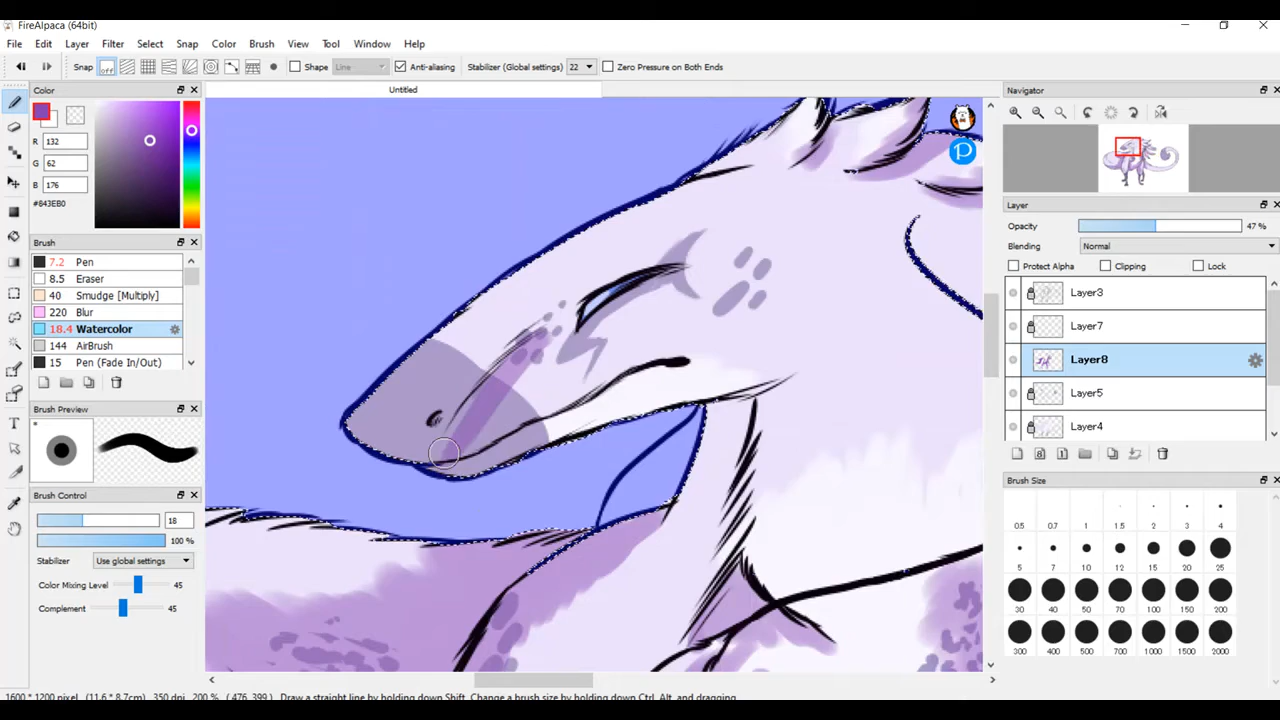 FireAlpaca (64bit)
File Edit Layer Filter Select Snap Color Brush View Tool Window Help
Snap off Shape Line Anti-aliasing Stabilizer (Global settings) 22 Zero Pressure on Both Ends
Color
R 132
G 62
B 176
#843EB0
Brush
7.2 Pen
8.5 Eraser
40 Smudge [Multiply]
220 Blur
18.4 Watercolor
144 AirBrush
15 Pen (Fade In/Out)
Brush Preview
Brush Control
18
100 %
Stabilizer Use global settings
Color Mixing Level 45
Complement 45
Untitled
P
1600 * 1200 pixel (11.6 * 8.7cm) 350 dpi 200 % ( 476, 399 ) Draw a straight line by holding down Shift, Change a brush size by holding down Ctrl, Alt, and dragging
Navigator
Layer
Opacity 47 %
Blending Normal
Protect Alpha Clipping Lock
Layer3
Layer7
Layer8
Layer5
Layer4
8 1
Brush Size
0.5 0.7 1 1.5 2 3 4
5 7 10 12 15 20 25
30 40 50 70 100 150 200
300 400 500 700 1000 1500 2000